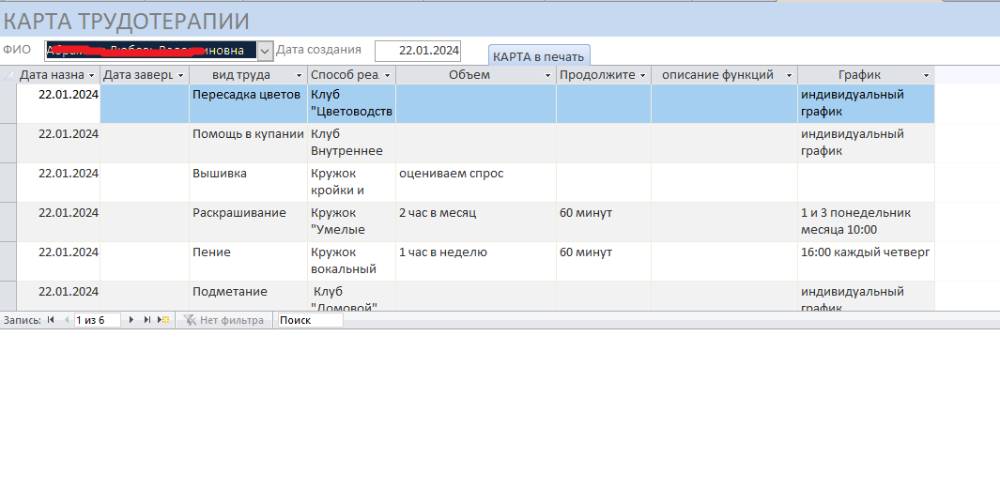 КАРТА ТРУДОТЕРАПИИ
ФИО Дата создания 22.01.2024 КАРТА в печать
Дата назна Дата заверш вид труда Способ реа. Объем Продолжите описание функций График
22.01.2024 Пересадка цветов Клуб индивидуальный
"Цветоводств график
22.01.2024 Помощь в купании Клуб индивидуальный
Внутреннее график
22.01.2024 Вышивка Кружок оцениваем спрос
кройки и
22.01.2024 Раскрашивание Кружок 2 час в месяц 60 минут 1 и 3 понедельник
"Умелые месяца 10:00
22.01.2024 Пение Кружок 1 час в неделю 60 минут 16:00 каждый четверг
вокальный
22.01.2024 Подметание Клуб индивидуальный
"Домовой" график
Запись: 1 из 6 Нет фильтра Поиск